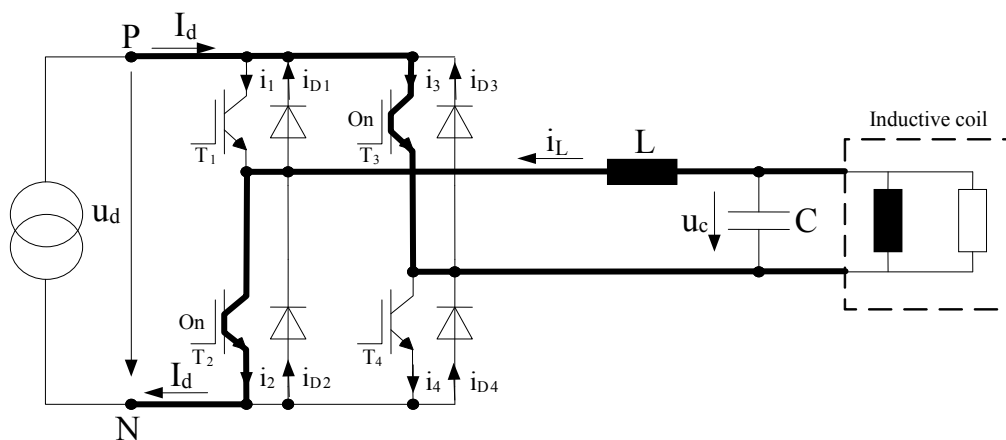 P
I_d
i_1
i_D1
i_3
i_D3
On
T_1
T_3
Inductive coil
i_L
L
u_d
u_c
C
On
T_2
T_4
I_d
i_2
i_D2
i_4
i_D4
N